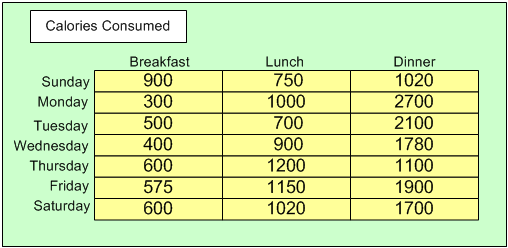 Calories Consumed
Breakfast Lunch Dinner
Sunday 900 750 1020
Monday 300 1000 2700
Tuesday 500 700 2100
Wednesday 400 900 1780
Thursday 600 1200 1100
Friday 575 1150 1900
Saturday 600 1020 1700